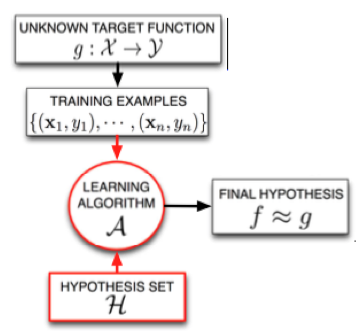 UNKNOWN TARGET FUNCTION
g : 𝒳 → 𝒴
TRAINING EXAMPLES
{(x₁, y₁), ⋯ , (xₙ, yₙ)}
LEARNING
ALGORITHM
𝒜
FINAL HYPOTHESIS
f ≈ g
HYPOTHESIS SET
ℋ